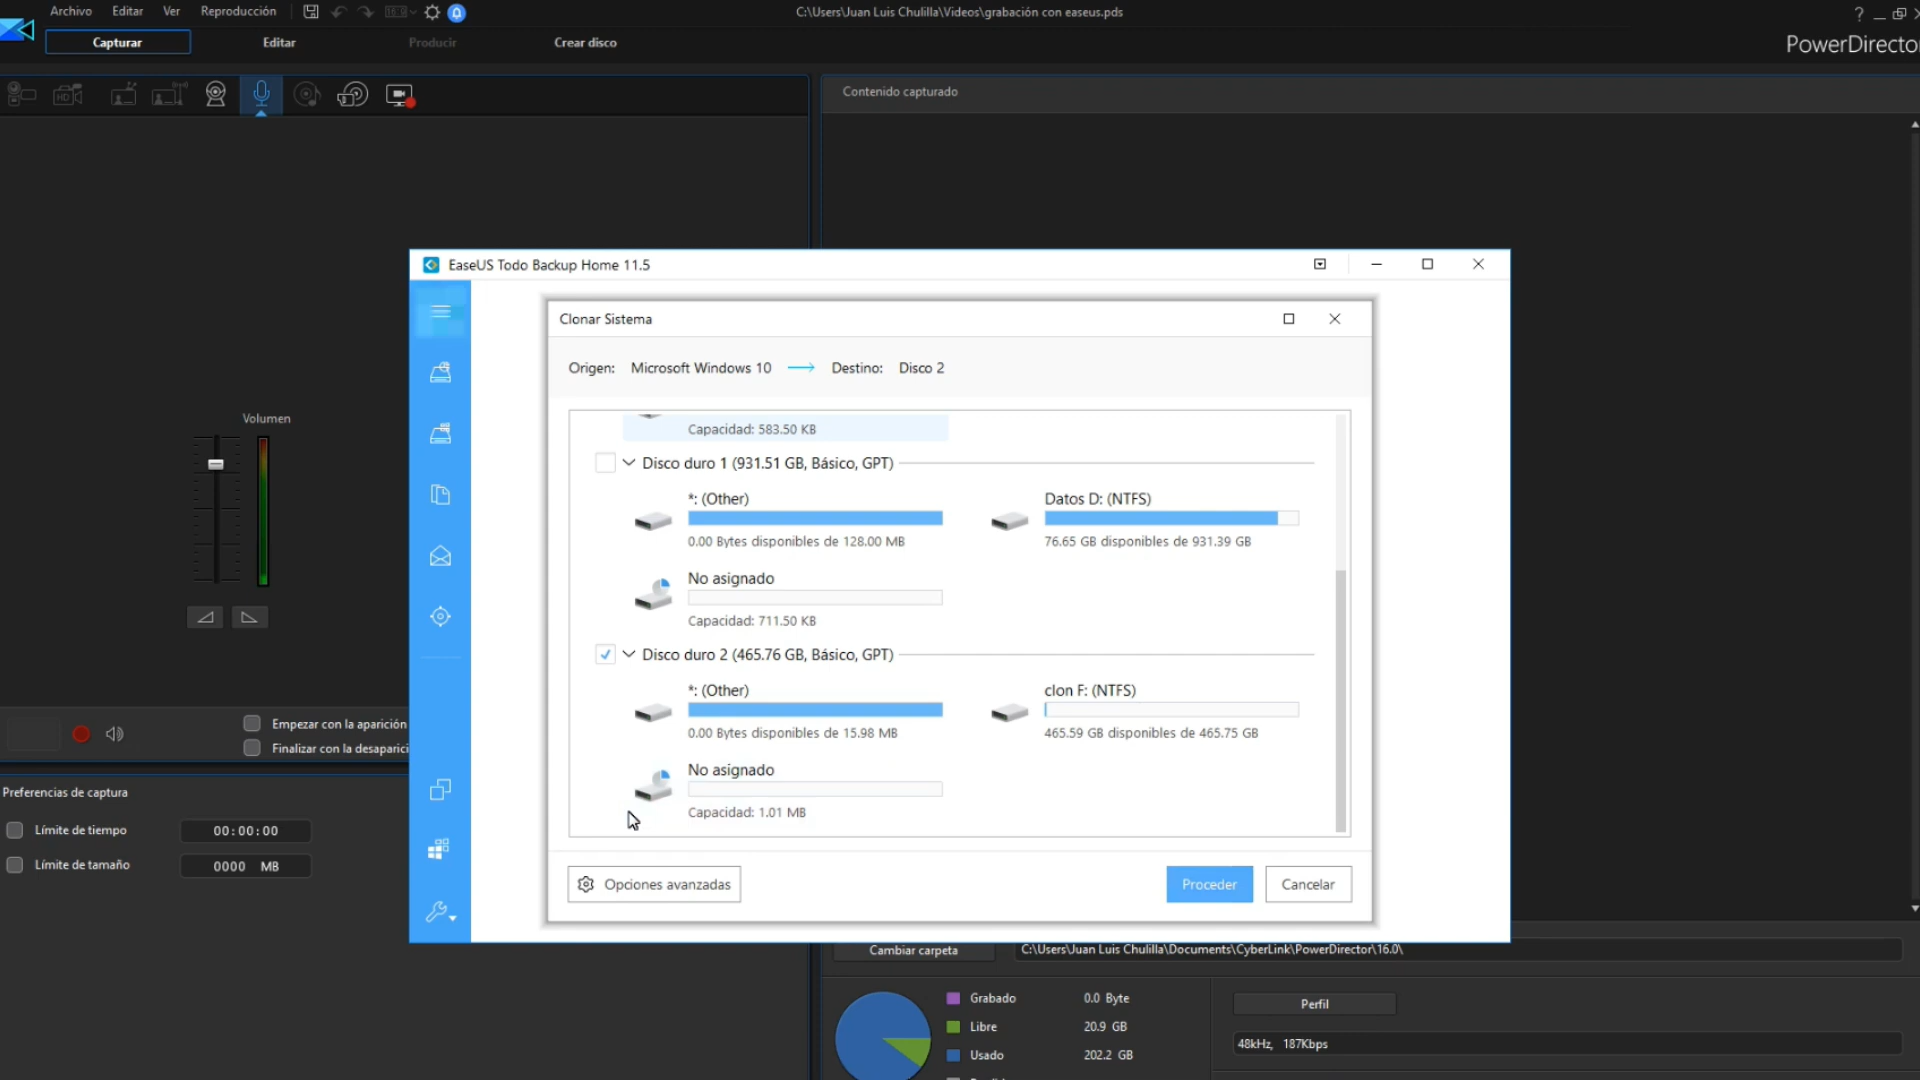 Archivo Editar Ver Reproducción
C:\Users\Juan Luis Chulilla\Videos\grabación con easeus.pds
?
Capturar Editar Producir Crear disco
PowerDirector
HD
Contenido capturado
EaseUS Todo Backup Home 11.5
Clonar Sistema
Origen: Microsoft Windows 10 Destino: Disco 2
Capacidad: 583.50 KB
Disco duro 1 (931.51 GB, Básico, GPT)
*: (Other)
0.00 Bytes disponibles de 128.00 MB
Datos D: (NTFS)
76.65 GB disponibles de 931.39 GB
No asignado
Capacidad: 711.50 KB
Disco duro 2 (465.76 GB, Básico, GPT)
*: (Other)
0.00 Bytes disponibles de 15.98 MB
clon F: (NTFS)
465.59 GB disponibles de 465.75 GB
No asignado
Capacidad: 1.01 MB
Opciones avanzadas
Proceder
Cancelar
Volumen
Empezar con la aparición
Finalizar con la desaparici
Preferencias de captura
Límite de tiempo 00:00:00
Límite de tamaño 0000 MB
Cambiar carpeta
C:\Users\Juan Luis Chulilla\Documents\CyberLink\PowerDirector\16.0\
Grabado 0.0 Byte
Libre 20.9 GB
Usado 202.2 GB
Perfil
48kHz, 187Kbps